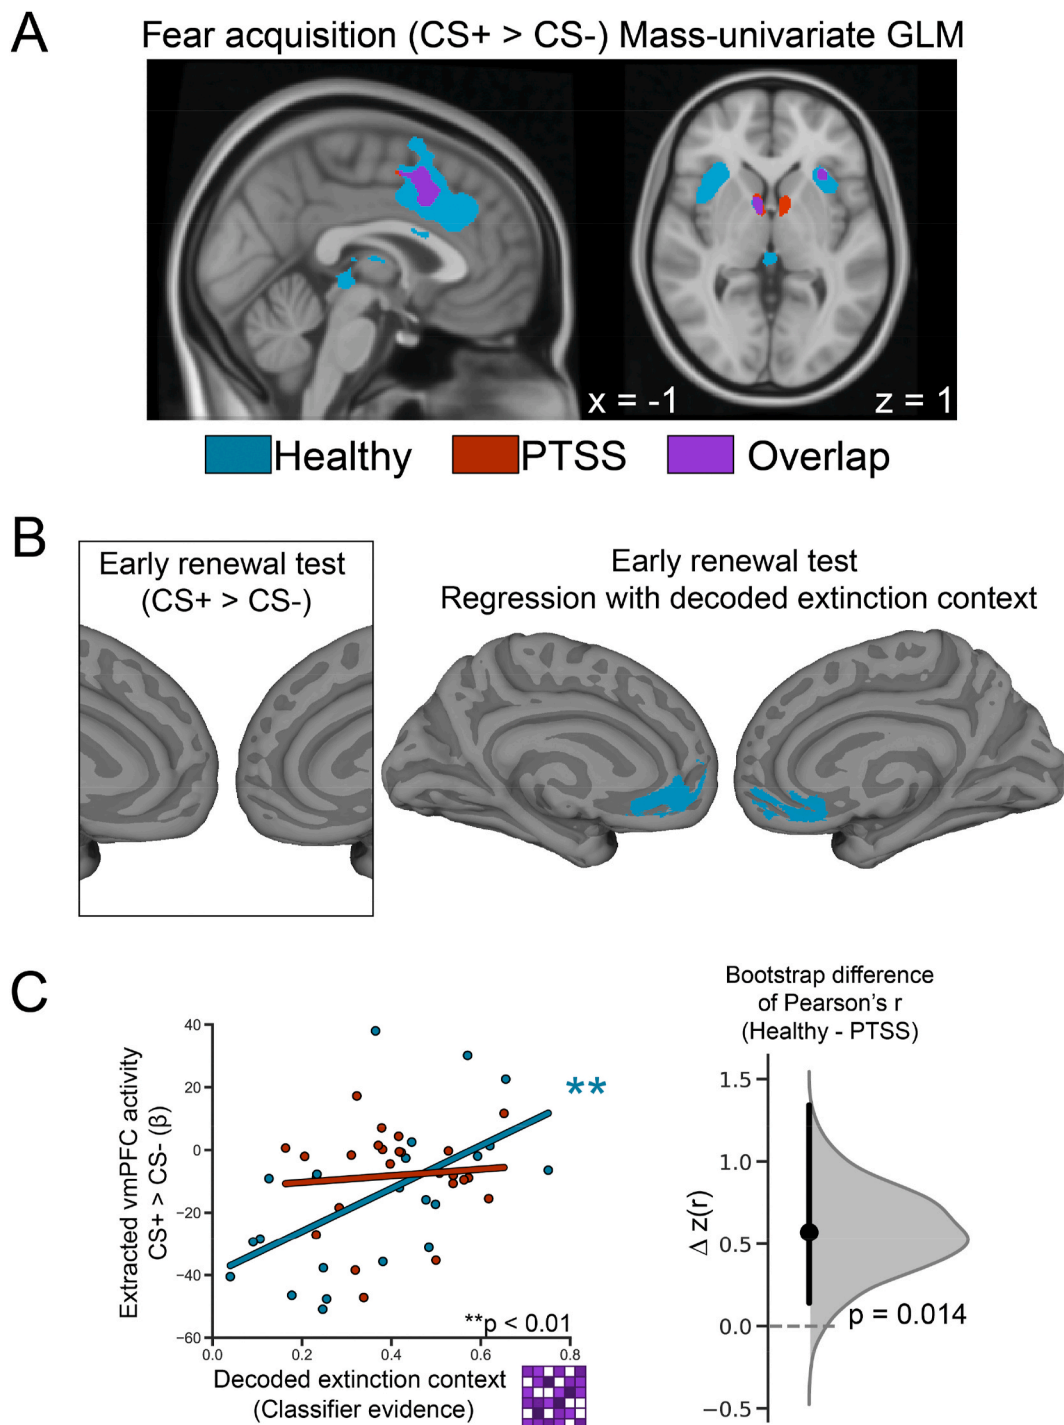 A
Fear acquisition (CS+ > CS-) Mass-univariate GLM
x = -1
z = 1
Healthy
PTSS
Overlap
B
Early renewal test
(CS+ > CS-)
Early renewal test
Regression with decoded extinction context
C
Extracted vmPFC activity
CS+ > CS- (β)
40
20
0
−20
−40
−60
0.0
0.2
0.4
0.6
0.8
**
**p < 0.01
Decoded extinction context
(Classifier evidence)
Bootstrap difference
of Pearson's r
(Healthy - PTSS)
Δ z(r)
1.5
1.0
0.5
0.0
−0.5
p = 0.014